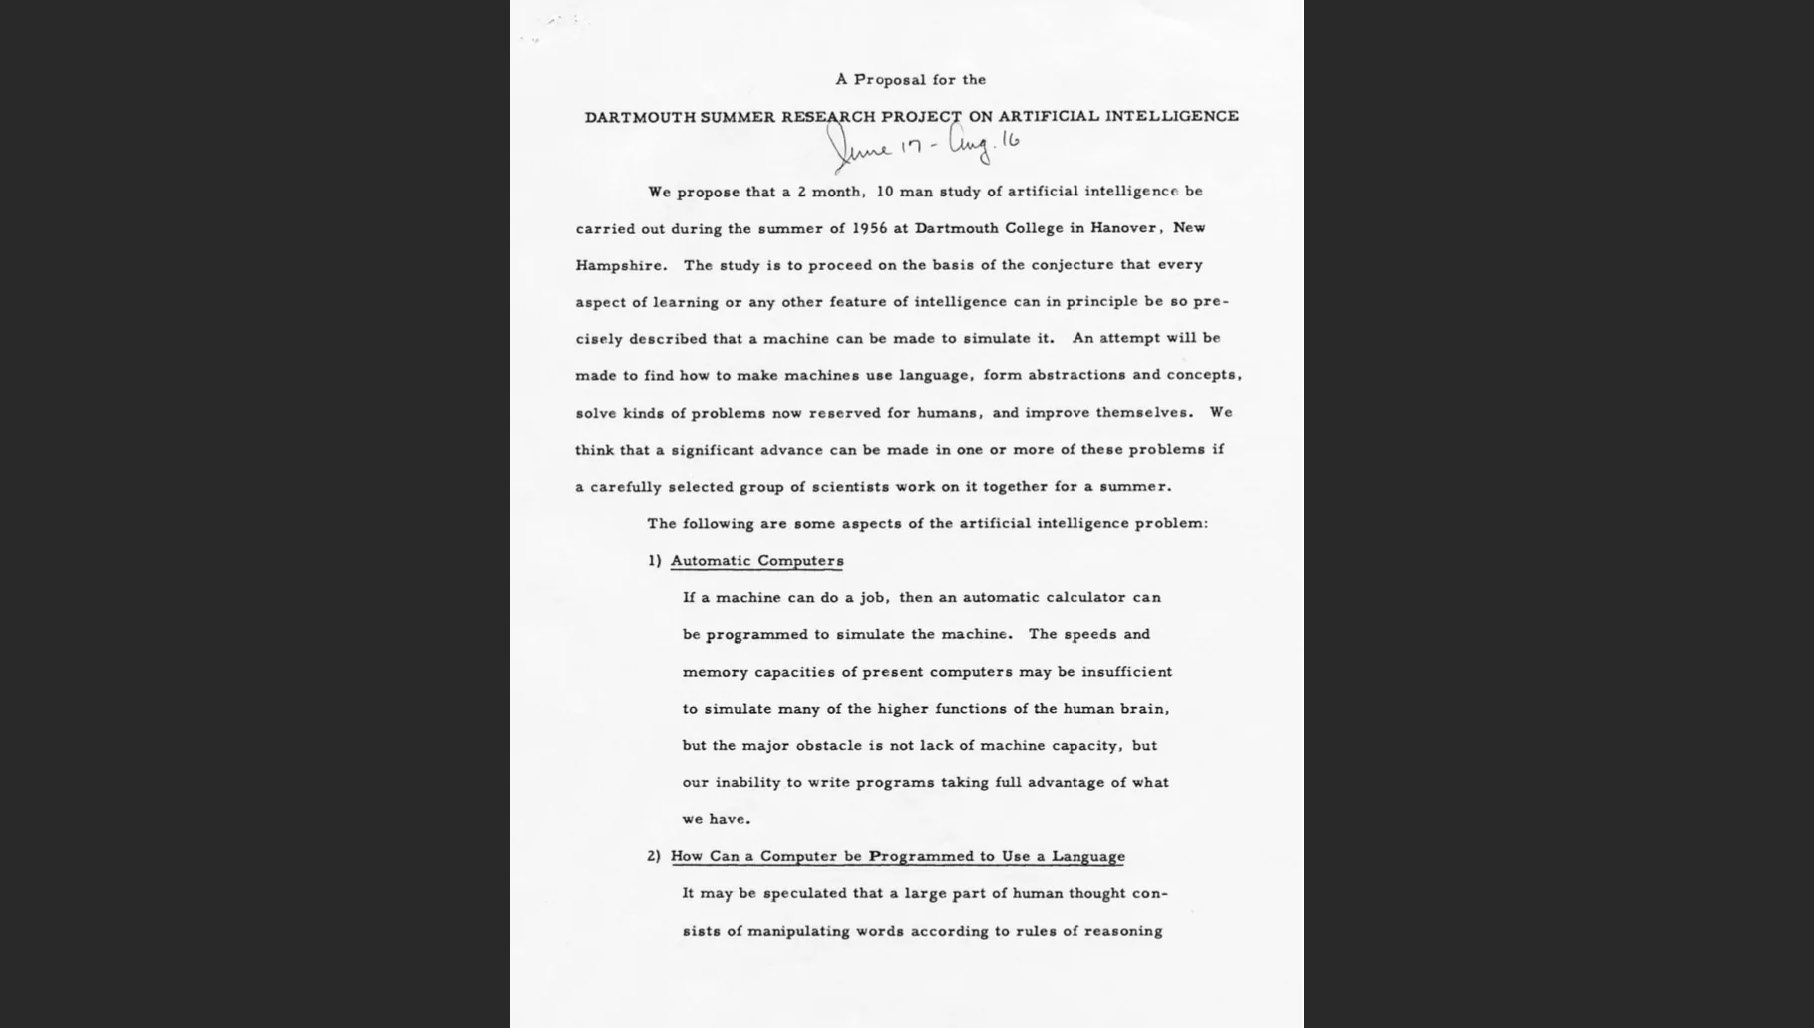 A Proposal for the
DARTMOUTH SUMMER RESEARCH PROJECT ON ARTIFICIAL INTELLIGENCE
June 17 - Aug. 16
We propose that a 2 month, 10 man study of artificial intelligence be
carried out during the summer of 1956 at Dartmouth College in Hanover, New
Hampshire. The study is to proceed on the basis of the conjecture that every
aspect of learning or any other feature of intelligence can in principle be so pre-
cisely described that a machine can be made to simulate it. An attempt will be
made to find how to make machines use language, form abstractions and concepts,
solve kinds of problems now reserved for humans, and improve themselves. We
think that a significant advance can be made in one or more of these problems if
a carefully selected group of scientists work on it together for a summer.
The following are some aspects of the artificial intelligence problem:
1) Automatic Computers
If a machine can do a job, then an automatic calculator can
be programmed to simulate the machine. The speeds and
memory capacities of present computers may be insufficient
to simulate many of the higher functions of the human brain,
but the major obstacle is not lack of machine capacity, but
our inability to write programs taking full advantage of what
we have.
2) How Can a Computer be Programmed to Use a Language
It may be speculated that a large part of human thought con-
sists of manipulating words according to rules of reasoning